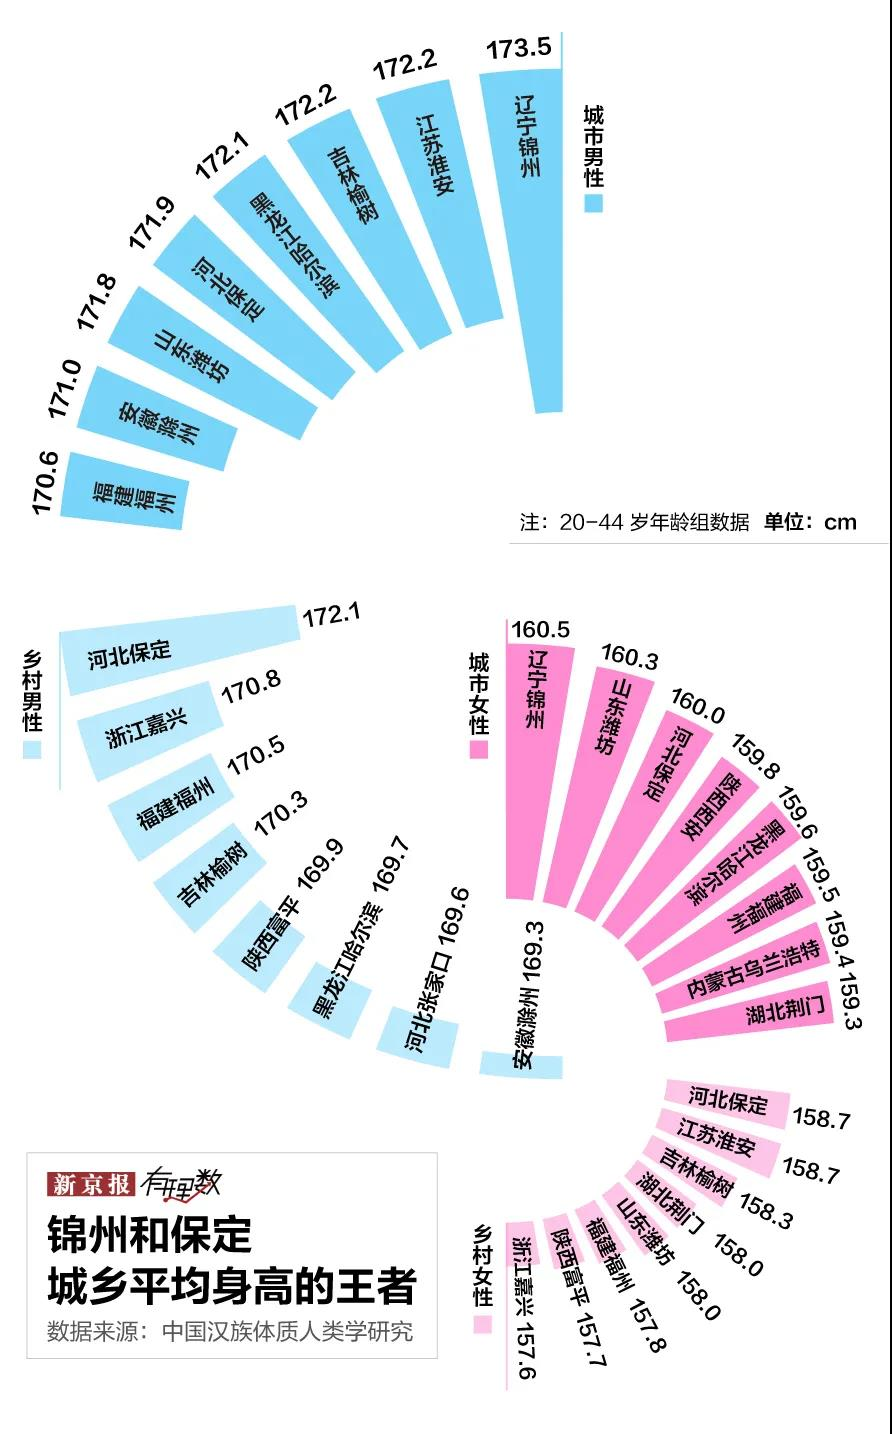 城市男性
173.5
辽宁锦州
172.2
江苏淮安
172.2
吉林榆树
172.1
黑龙江哈尔滨
171.9
河北保定
171.8
山东潍坊
171.0
安徽滁州
170.6
福建福州
注：20-44 岁年龄组数据 单位：cm
乡村男性
河北保定 172.1
浙江嘉兴 170.8
福建福州 170.5
吉林榆树 170.3
陕西富平 169.9
黑龙江哈尔滨 169.7
河北张家口 169.6
安徽滁州 169.3
城市女性
160.5
辽宁锦州
160.3
山东潍坊
160.0
河北保定
159.8
陕西西安
159.6
黑龙江哈尔滨
159.5
福建福州
159.4
内蒙古乌兰浩特
159.3
湖北荆门
乡村女性
河北保定 158.7
江苏淮安 158.7
吉林榆树 158.3
湖北荆门 158.0
山东潍坊 158.0
福建福州 157.8
陕西富平 157.7
浙江嘉兴 157.6
新京报 有理数
锦州和保定
城乡平均身高的王者
数据来源：中国汉族体质人类学研究